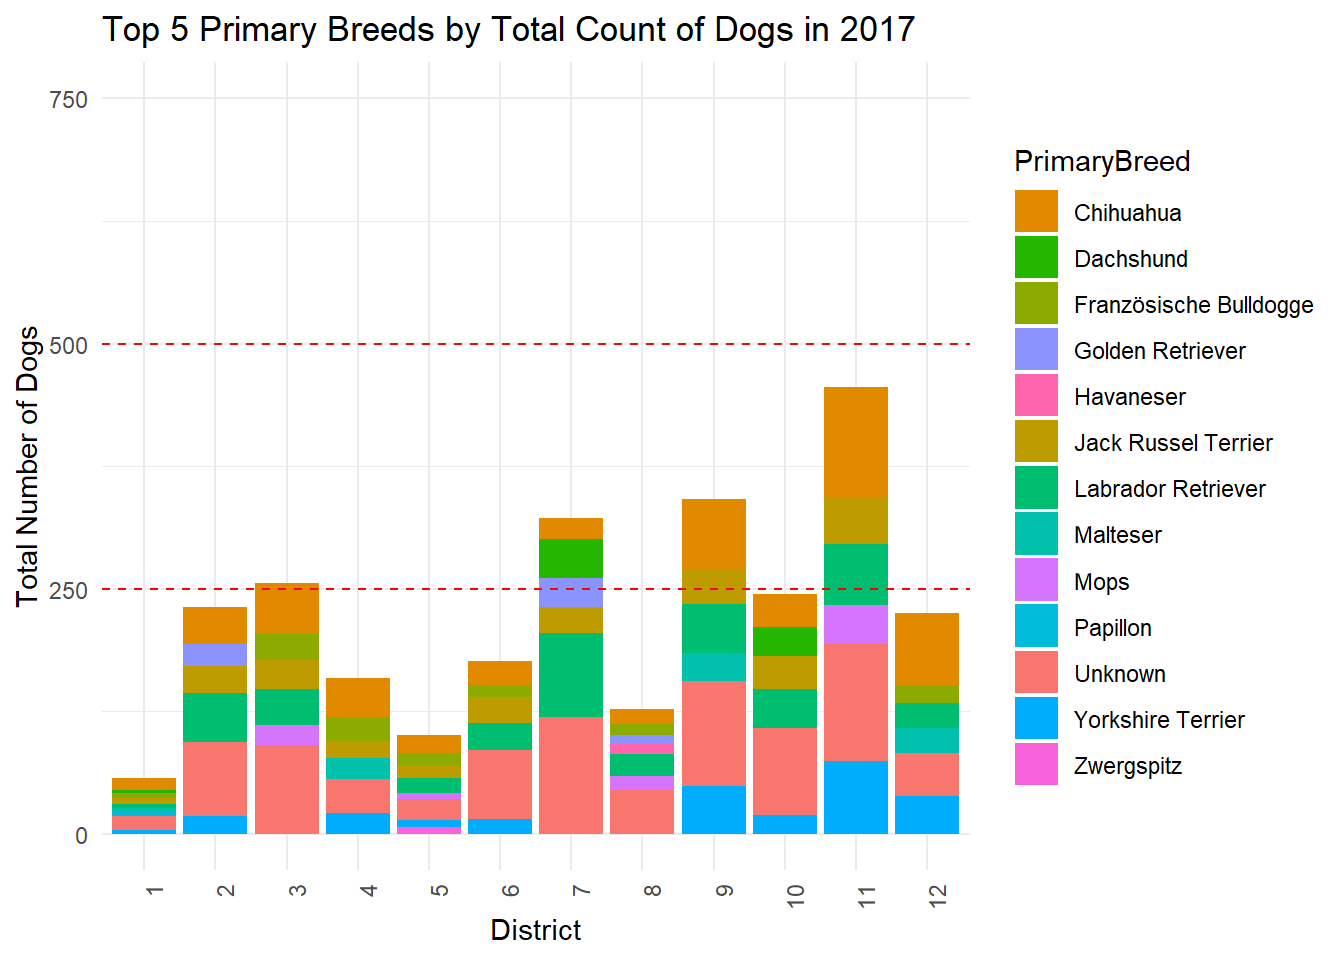 Top 5 Primary Breeds by Total Count of Dogs in 2017
Total Number of Dogs
750
500
250
0
1
2
3
4
5
6
7
8
9
10
11
12
District
PrimaryBreed
Chihuahua
Dachshund
Französische Bulldogge
Golden Retriever
Havaneser
Jack Russel Terrier
Labrador Retriever
Malteser
Mops
Papillon
Unknown
Yorkshire Terrier
Zwergspitz